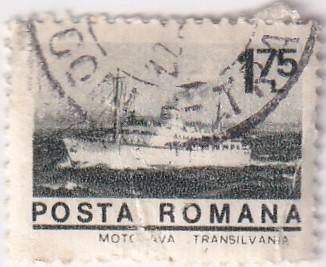 1.75
L
POSTA ROMANA
MOTONAVA TRANSILVANIA